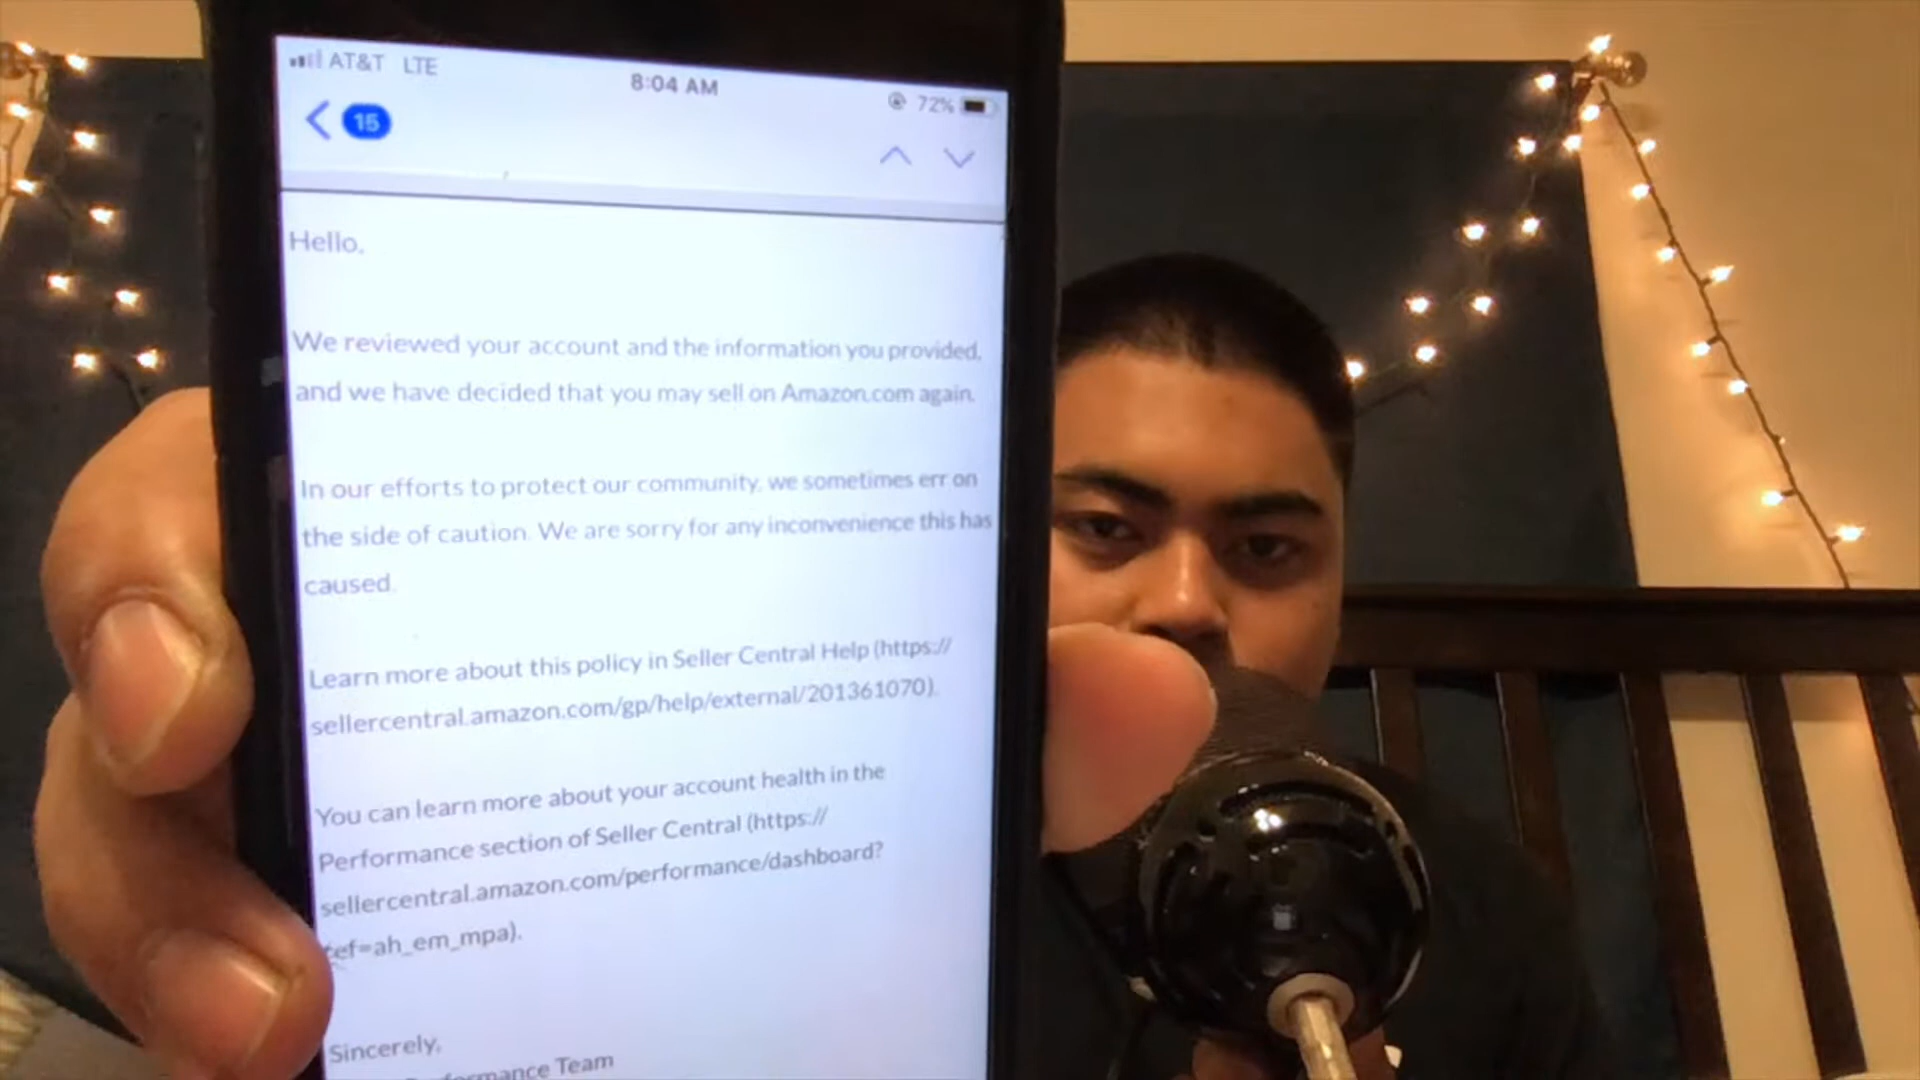 AT&T LTE
8:04 AM
72%
15
Hello,
We reviewed your account and the information you provided,
and we have decided that you may sell on Amazon.com again.
In our efforts to protect our community, we sometimes err on
the side of caution. We are sorry for any inconvenience this has
caused.
Learn more about this policy in Seller Central Help (https://
sellercentral.amazon.com/gp/help/external/201361070).
You can learn more about your account health in the
Performance section of Seller Central (https://
sellercentral.amazon.com/performance/dashboard?
ref=ah_em_mpa).
Sincerely,
Team